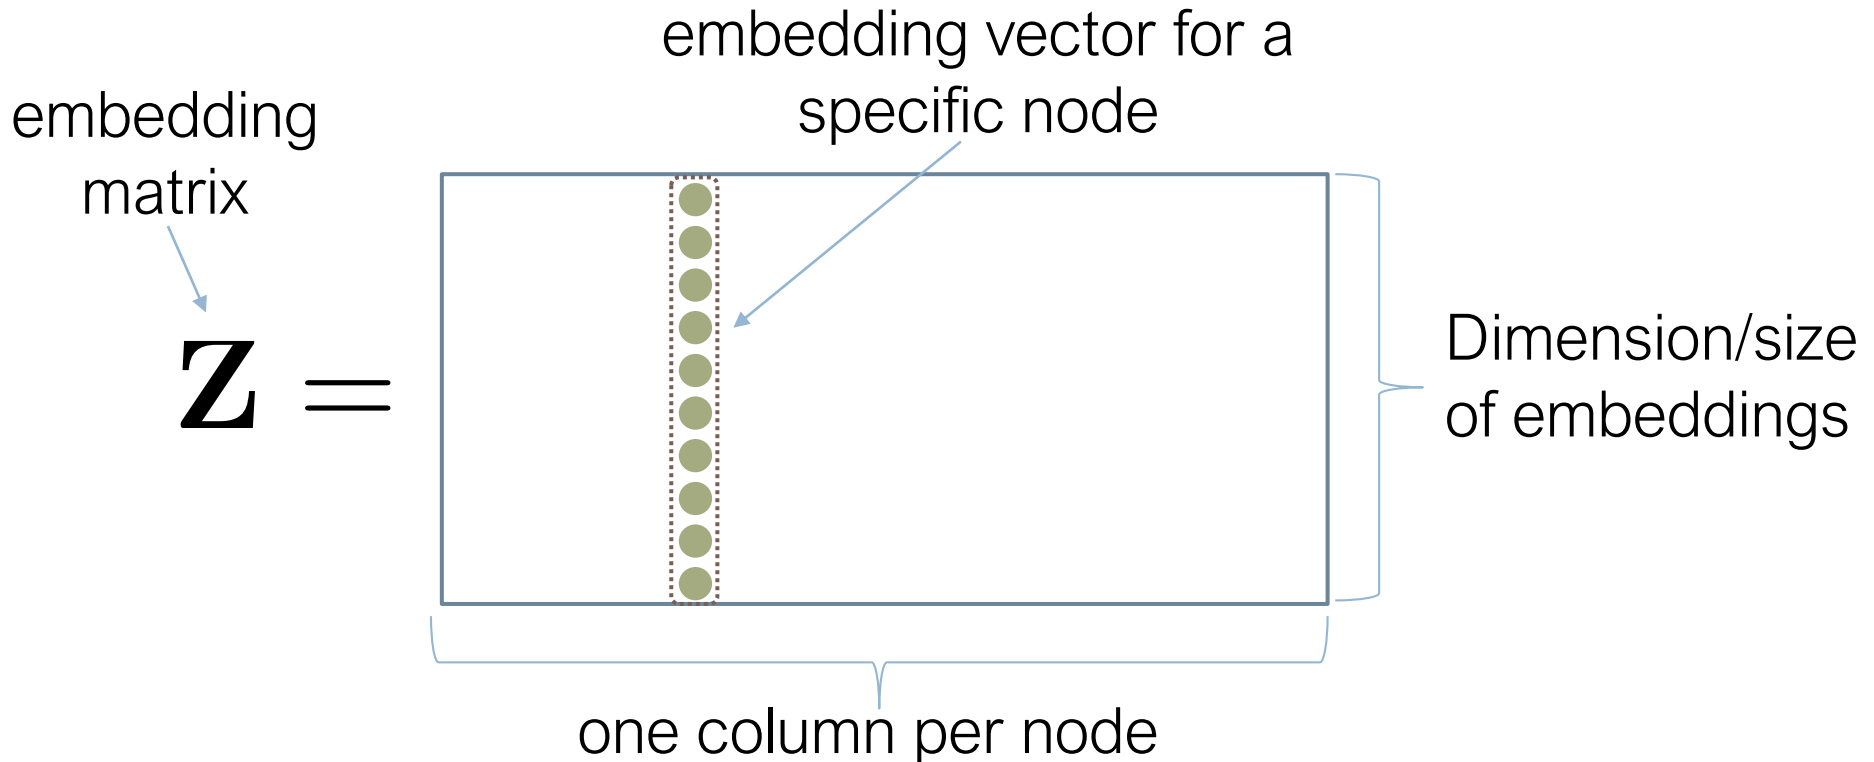 embedding vector for a
specific node
embedding
matrix
Z =
Dimension/size
of embeddings
one column per node